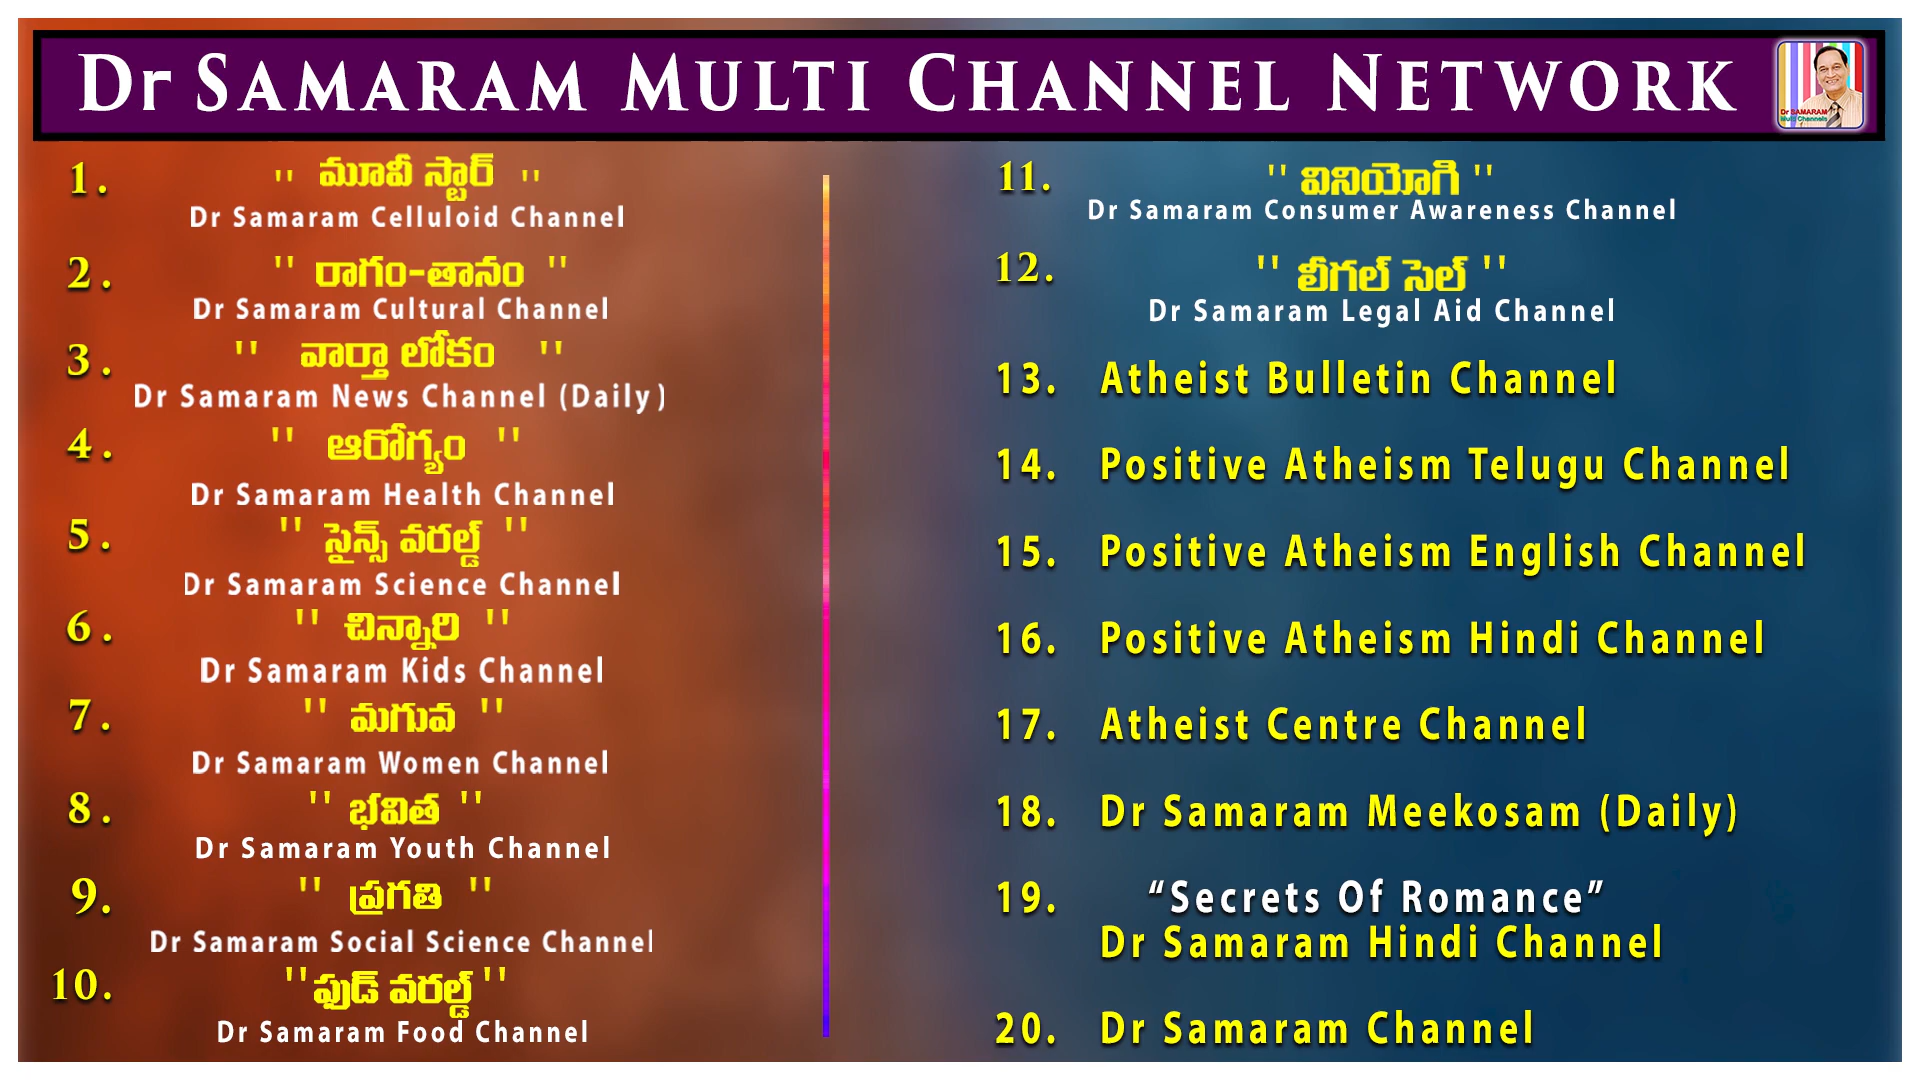 Dr SAMARAM MULTI CHANNEL NETWORK
Dr SAMARAM
Multi Channels
1. '' మూవీ స్టార్ ''
Dr Samaram Celluloid Channel
2. '' రాగం-తానం ''
Dr Samaram Cultural Channel
3. '' వార్తా లోకం ''
Dr Samaram News Channel (Daily)
4. '' ఆరోగ్యం ''
Dr Samaram Health Channel
5. '' సైన్స్ వరల్డ్ ''
Dr Samaram Science Channel
6. '' చిన్నారి ''
Dr Samaram Kids Channel
7. '' మగువ ''
Dr Samaram Women Channel
8. '' భవిత ''
Dr Samaram Youth Channel
9. '' ప్రగతి ''
Dr Samaram Social Science Channel
10. ''ఫుడ్ వరల్డ్''
Dr Samaram Food Channel
11. '' వినియోగి ''
Dr Samaram Consumer Awareness Channel
12. '' లీగల్ సెల్ ''
Dr Samaram Legal Aid Channel
13. Atheist Bulletin Channel
14. Positive Atheism Telugu Channel
15. Positive Atheism English Channel
16. Positive Atheism Hindi Channel
17. Atheist Centre Channel
18. Dr Samaram Meekosam (Daily)
19. “Secrets Of Romance”
Dr Samaram Hindi Channel
20. Dr Samaram Channel